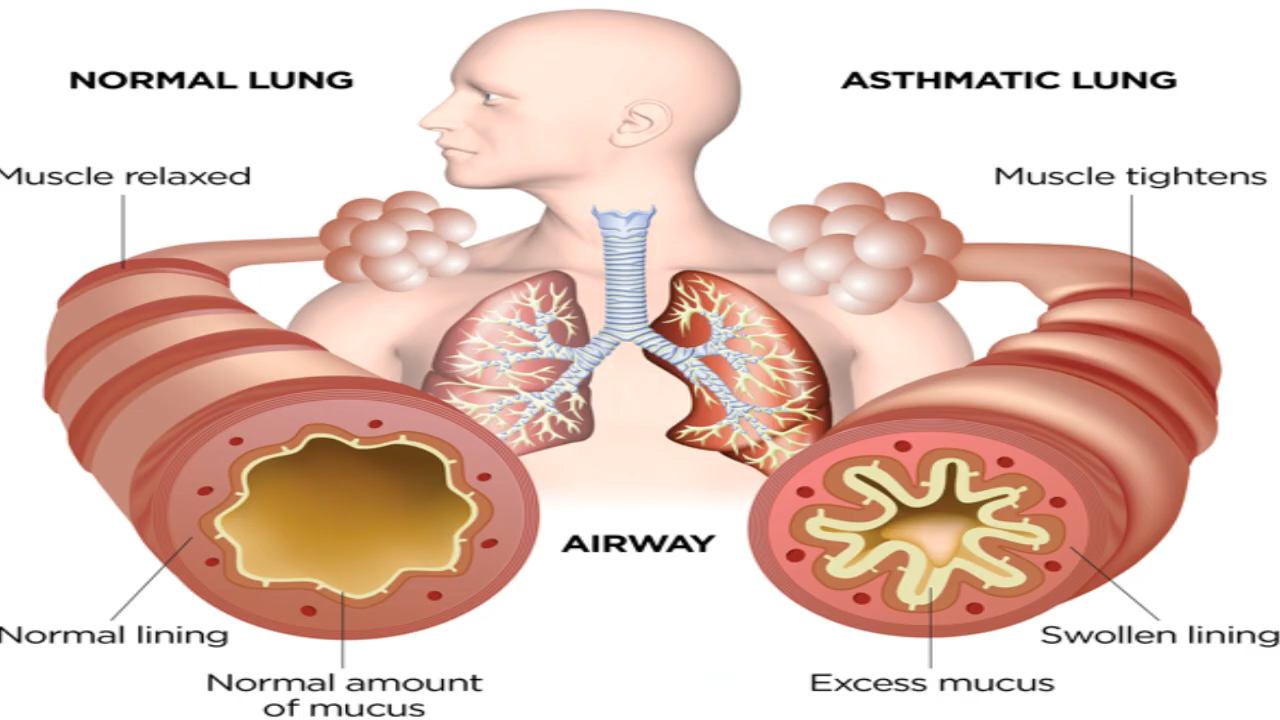 NORMAL LUNG
ASTHMATIC LUNG
Muscle relaxed
Muscle tightens
AIRWAY
Normal lining
Swollen lining
Normal amount
of mucus
Excess mucus